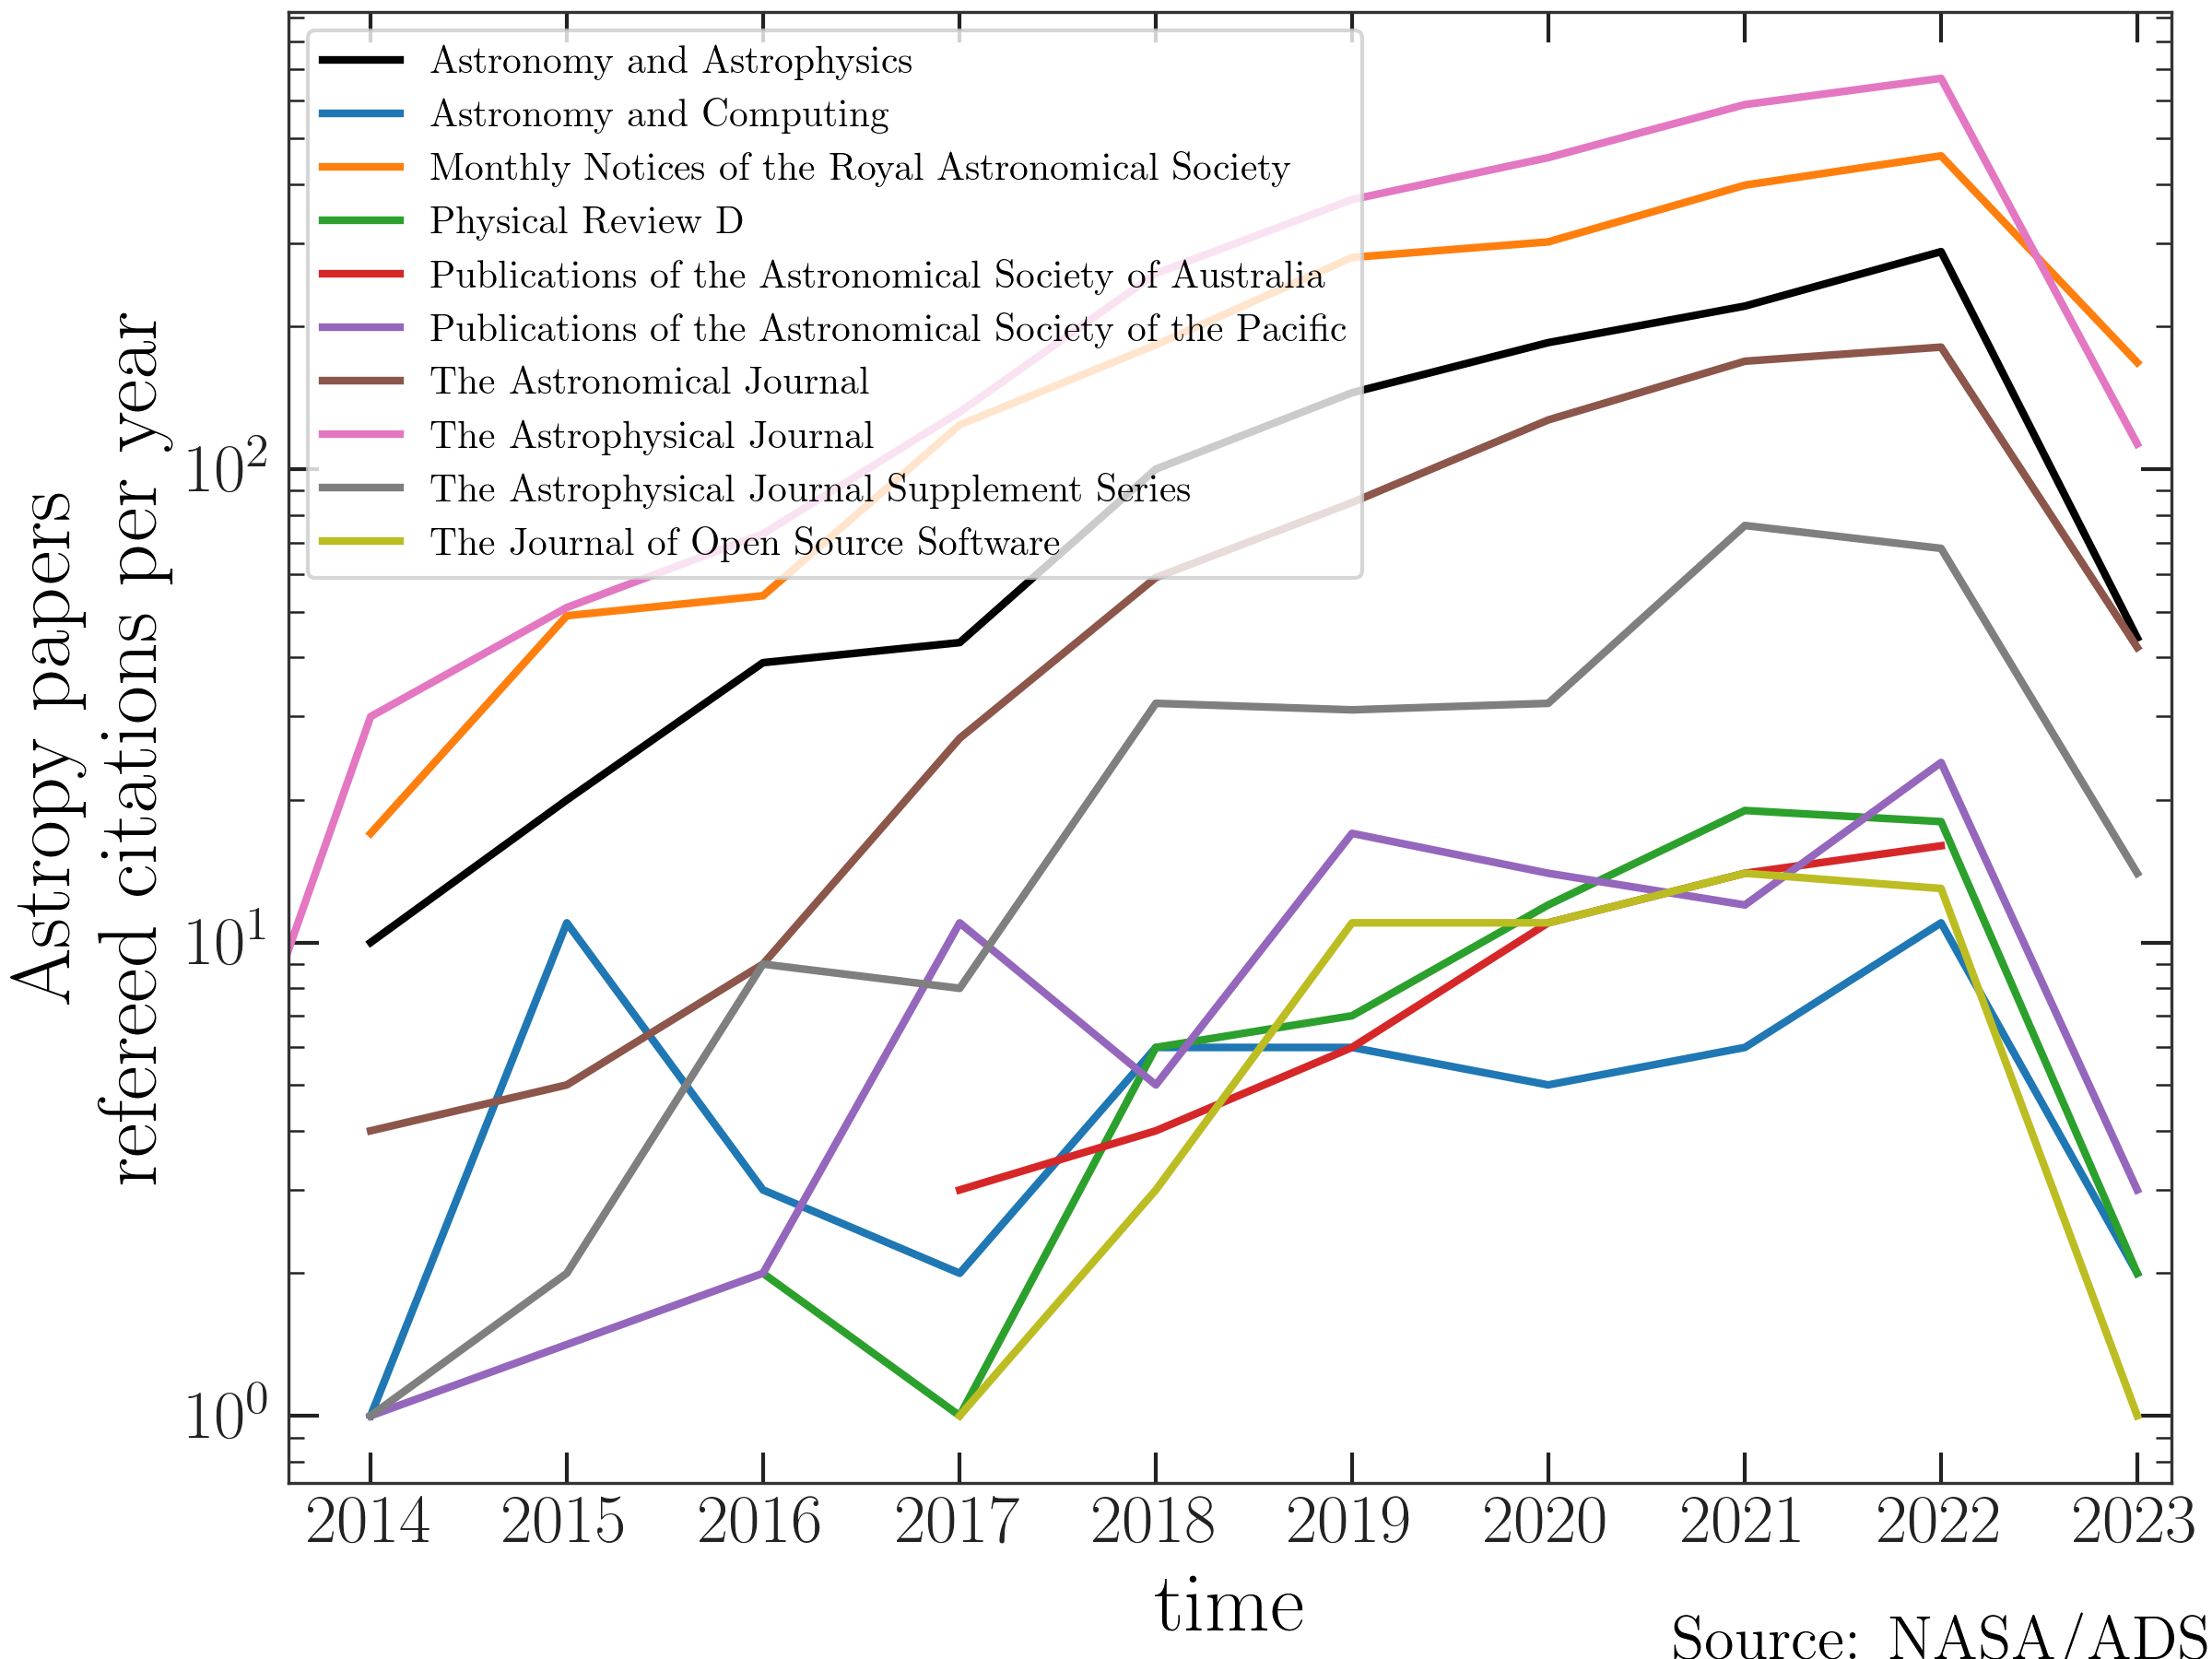 Astronomy and Astrophysics
Astronomy and Computing
Monthly Notices of the Royal Astronomical Society
Physical Review D
Publications of the Astronomical Society of Australia
Publications of the Astronomical Society of the Pacific
The Astronomical Journal
The Astrophysical Journal
The Astrophysical Journal Supplement Series
The Journal of Open Source Software
Astropy papers
refereed citations per year
10²
10¹
10⁰
2014 2015 2016 2017 2018 2019 2020 2021 2022 2023
time
Source: NASA/ADS